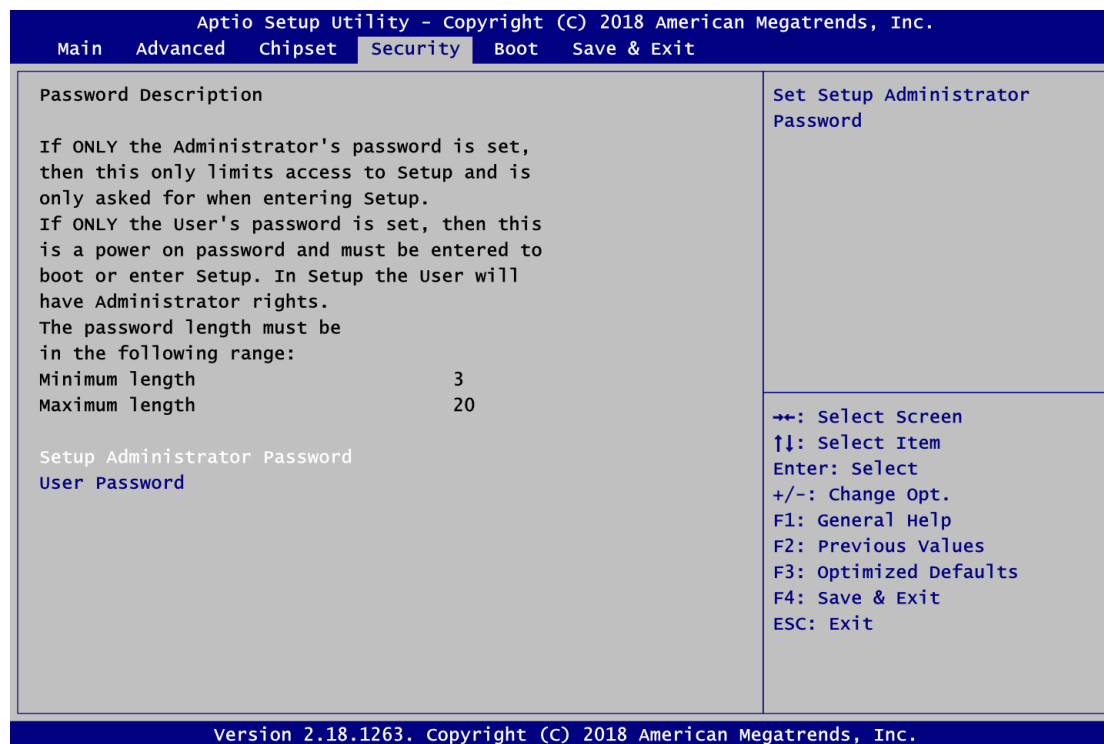 Aptio Setup Utility – Copyright (C) 2018 American Megatrends, Inc.
Main Advanced Chipset Security Boot Save & Exit
Password Description
If ONLY the Administrator's password is set,
then this only limits access to Setup and is
only asked for when entering Setup.
If ONLY the User's password is set, then this
is a power on password and must be entered to
boot or enter Setup. In Setup the User will
have Administrator rights.
The password length must be
in the following range:
Minimum length 3
Maximum length 20
Setup Administrator Password
User Password
Set Setup Administrator
Password
→←: Select Screen
↑↓: Select Item
Enter: Select
+/-: Change Opt.
F1: General Help
F2: Previous Values
F3: Optimized Defaults
F4: Save & Exit
ESC: Exit
Version 2.18.1263. Copyright (C) 2018 American Megatrends, Inc.